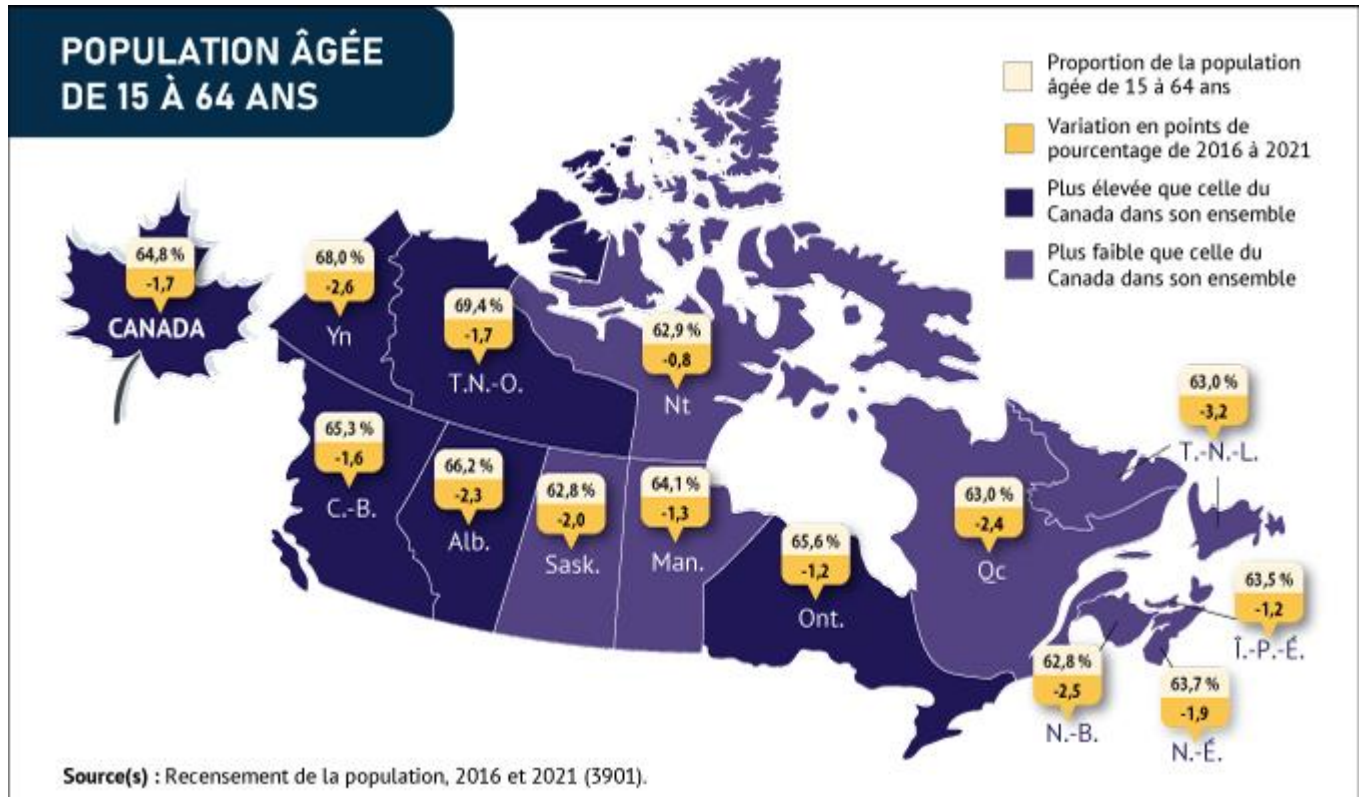 POPULATION ÂGÉE
DE 15 À 64 ANS
Proportion de la population
âgée de 15 à 64 ans
Variation en points de
pourcentage de 2016 à 2021
Plus élevée que celle du
Canada dans son ensemble
Plus faible que celle du
Canada dans son ensemble
64,8 %
-1,7
CANADA
68,0 %
-2,6
Yn
69,4 %
-1,7
T.N.-O.
62,9 %
-0,8
Nt
63,0 %
-3,2
T.-N.-L.
65,3 %
-1,6
C.-B.
66,2 %
-2,3
Alb.
62,8 %
-2,0
Sask.
64,1 %
-1,3
Man.
65,6 %
-1,2
Ont.
63,0 %
-2,4
Qc
63,5 %
-1,2
Î.-P.-É.
62,8 %
-2,5
N.-B.
63,7 %
-1,9
N.-É.
Source(s) : Recensement de la population, 2016 et 2021 (3901).